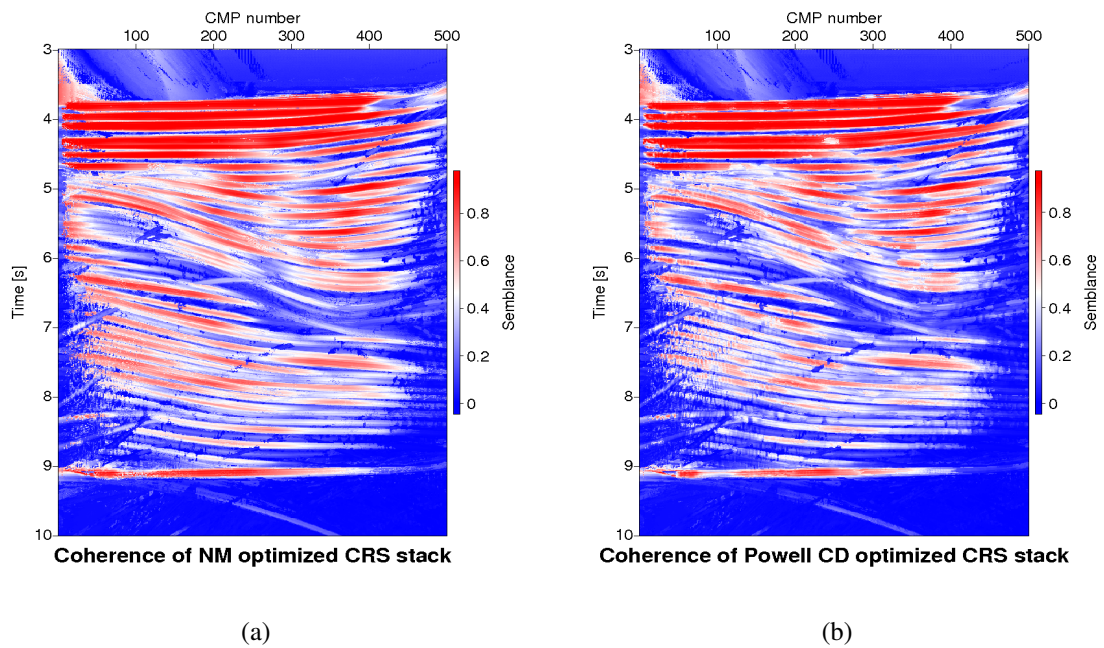 CMP number
100 200 300 400 500
3
4
5
6
7
8
9
10
Time [s]
0.8
0.6
0.4
0.2
0
Semblance
Coherence of NM optimized CRS stack
(a)
CMP number
100 200 300 400 500
3
4
5
6
7
8
9
10
Time [s]
0.8
0.6
0.4
0.2
0
Semblance
Coherence of Powell CD optimized CRS stack
(b)